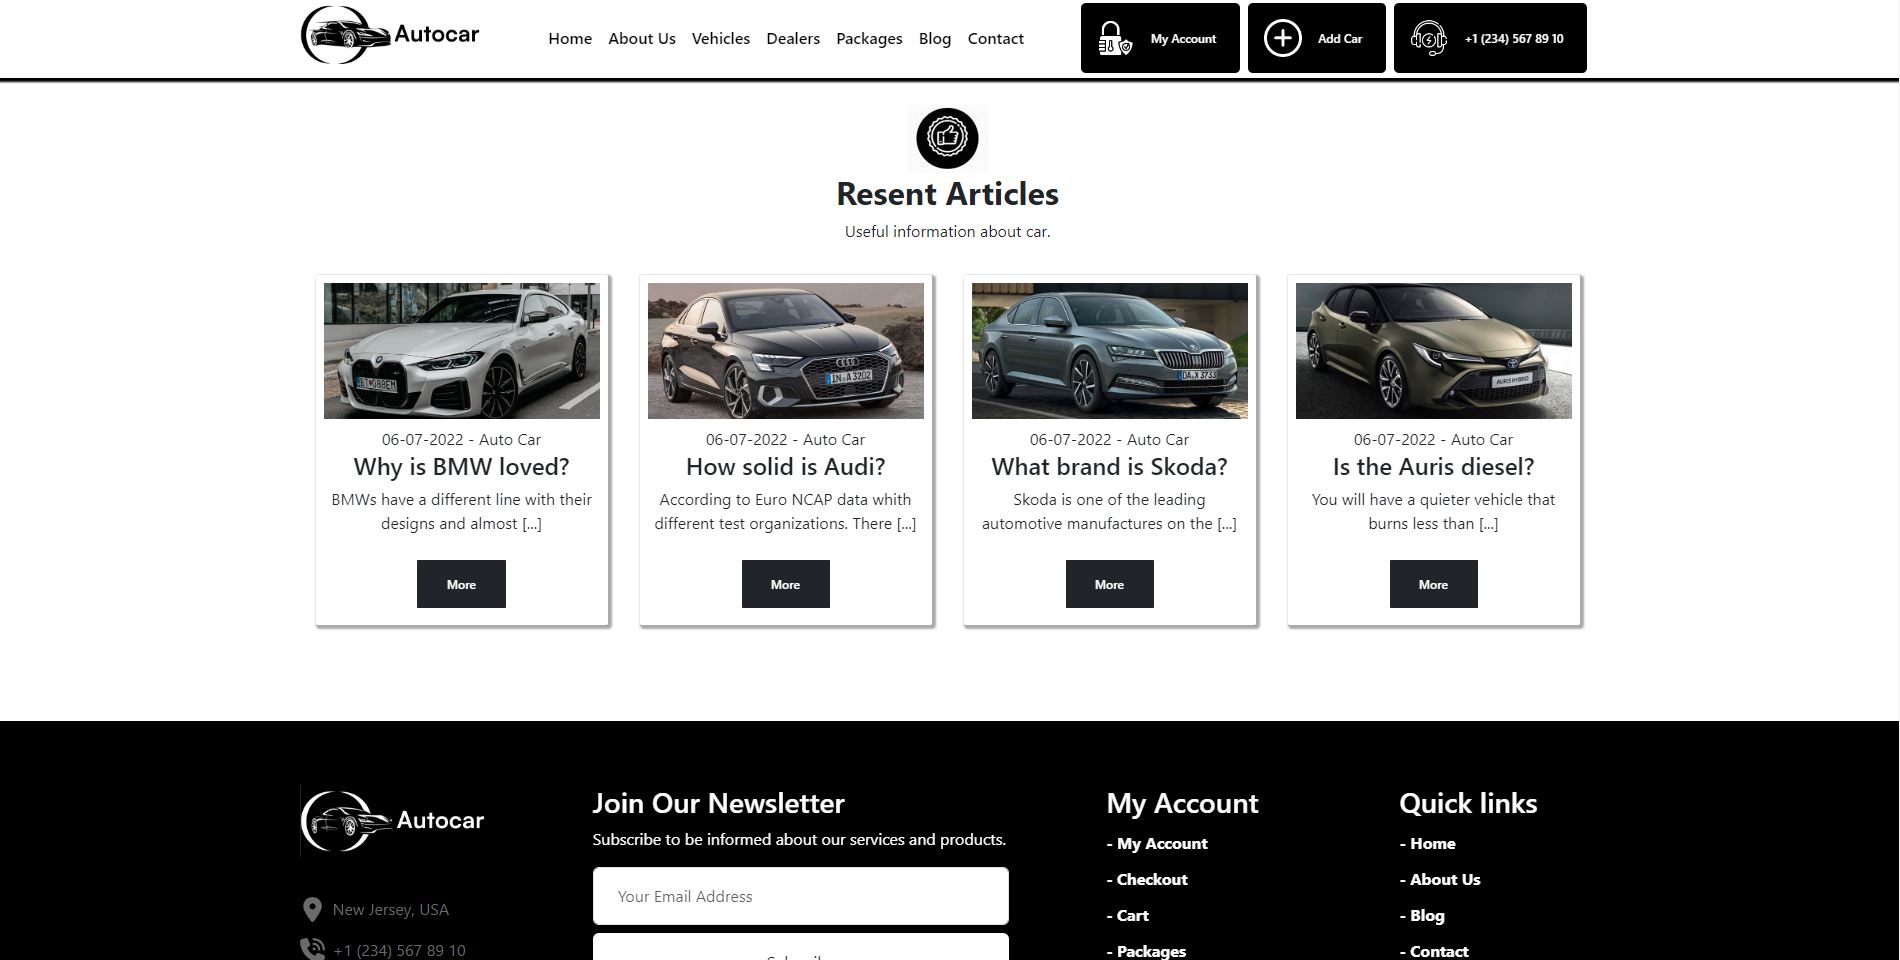 Autocar
Home About Us Vehicles Dealers Packages Blog Contact
My Account
Add Car
+1 (234) 567 89 10
Resent Articles
Useful information about car.
06-07-2022 - Auto Car
Why is BMW loved?
BMWs have a different line with their
designs and almost [...]
More
IN·A 3202
06-07-2022 - Auto Car
How solid is Audi?
According to Euro NCAP data whith
different test organizations. There [...]
More
06-07-2022 - Auto Car
What brand is Skoda?
Skoda is one of the leading
automotive manufactures on the [...]
More
AURIS HYBRID
06-07-2022 - Auto Car
Is the Auris diesel?
You will have a quieter vehicle that
burns less than [...]
More
Autocar
New Jersey, USA
+1 (234) 567 89 10
Join Our Newsletter
Subscribe to be informed about our services and products.
Your Email Address
My Account
- My Account
- Checkout
- Cart
- Packages
Quick links
- Home
- About Us
- Blog
- Contact